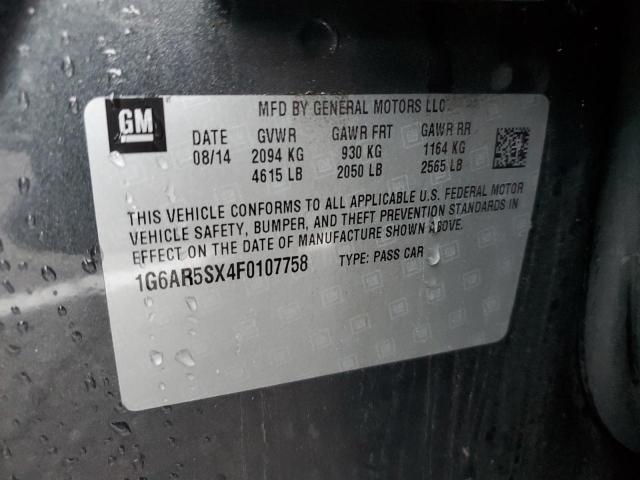 GM
MFD BY GENERAL MOTORS LLC
DATE GVWR GAWR FRT GAWR RR
08/14 2094 KG 930 KG 1164 KG
4615 LB 2050 LB 2565 LB
THIS VEHICLE CONFORMS TO ALL APPLICABLE U.S. FEDERAL MOTOR
VEHICLE SAFETY, BUMPER, AND THEFT PREVENTION STANDARDS IN
EFFECT ON THE DATE OF MANUFACTURE SHOWN ABOVE.
1G6AR5SX4F0107758 TYPE: PASS CAR